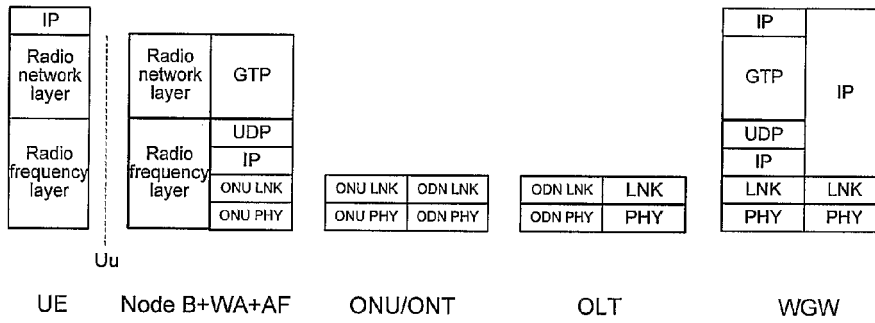 IP
Radio
network
layer
Radio
frequency
layer
Uu
UE
Radio
network
layer
GTP
Radio
frequency
layer
UDP
IP
ONU LNK
ONU PHY
Node B+WA+AF
ONU LNK ODN LNK
ONU PHY ODN PHY
ONU/ONT
ODN LNK LNK
ODN PHY PHY
OLT
IP
GTP
IP
UDP
IP
LNK LNK
PHY PHY
WGW